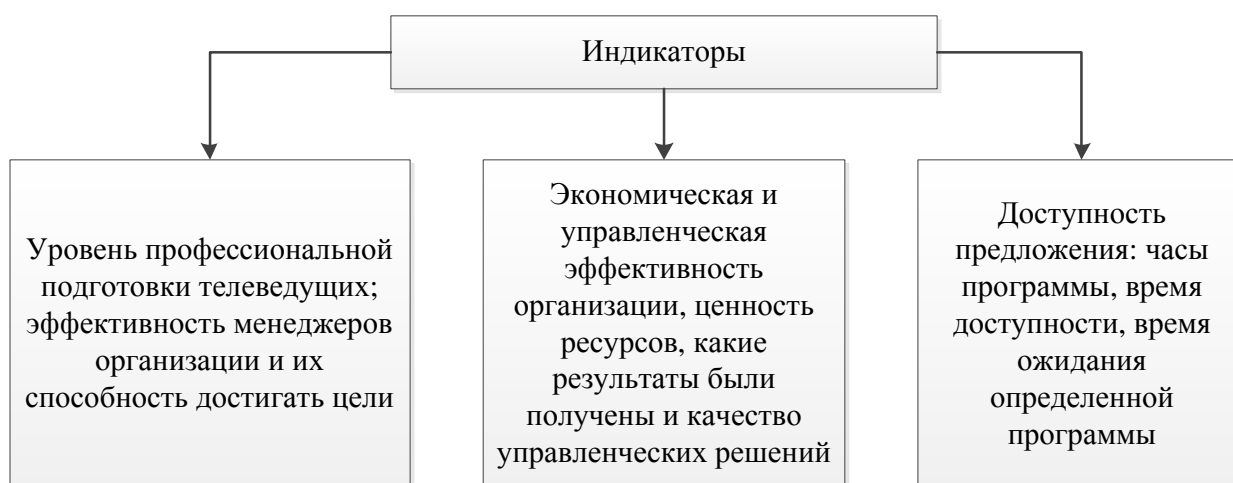 Индикаторы
Уровень профессиональной
подготовки телеведущих;
эффективность менеджеров
организации и их
способность достигать цели
Экономическая и
управленческая
эффективность
организации, ценность
ресурсов, какие
результаты были
получены и качество
управленческих решений
Доступность
предложения: часы
программы, время
доступности, время
ожидания
определенной
программы